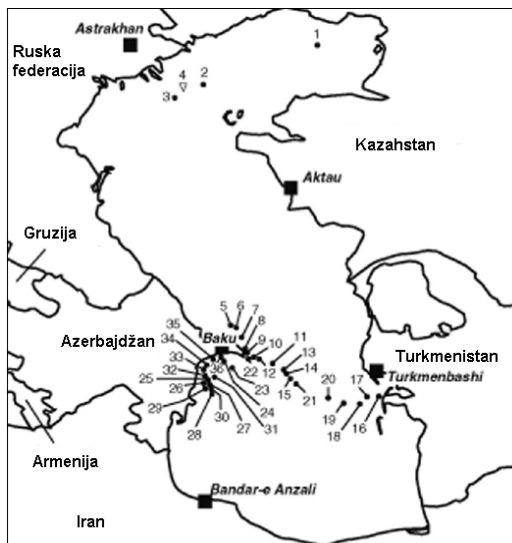 Astrakhan
Ruska
federacija
1
4
2
3
Kazahstan
Aktau
Gruzija
5
6
7
8
Azerbajdžan
35
Baku
9
10
11
34
13
36
22
12
14
Turkmenistan
33
32
23
15
21
Turkmenbashi
25
20
17
26
24
29
19
30
31
18
16
28
27
Armenija
Bandar-e Anzali
Iran